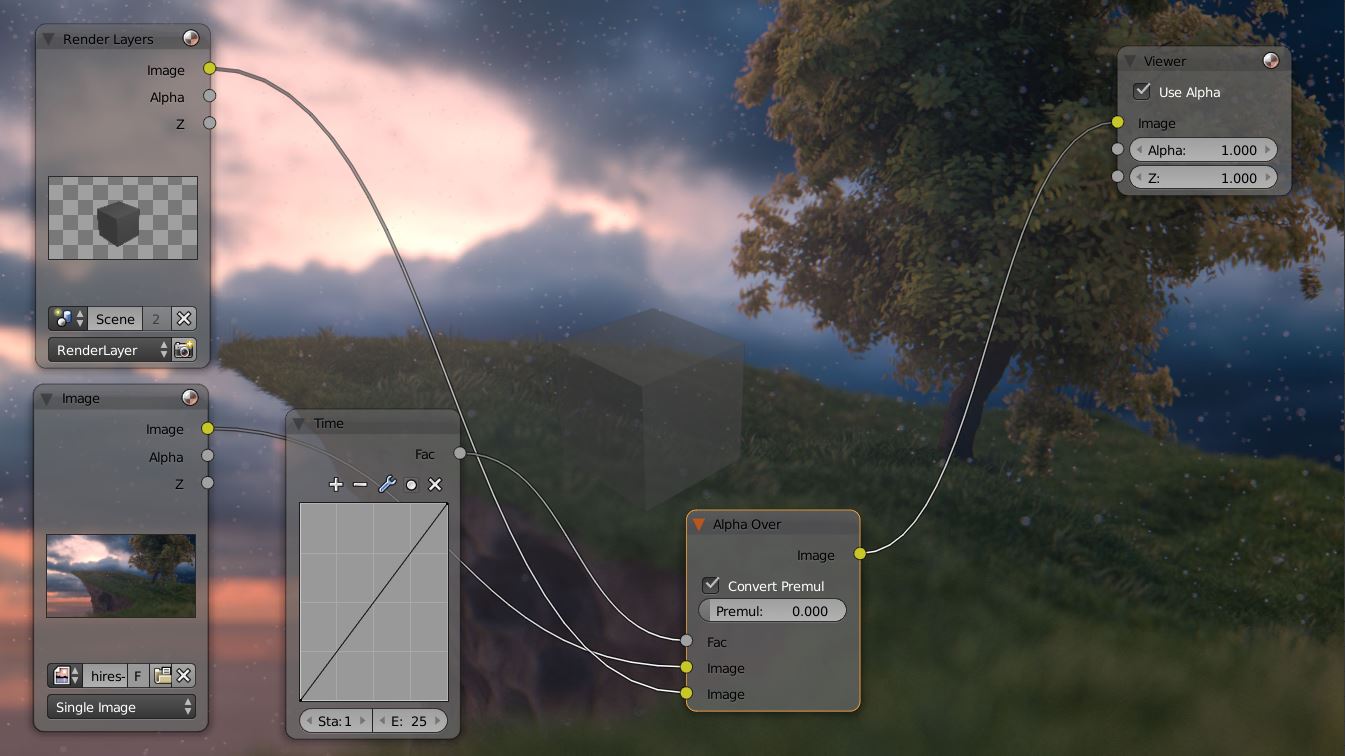 Render Layers
Image
Alpha
Z
Scene 2
RenderLayer
Image
Image
Alpha
Z
hires- F
Single Image
Time
Fac
Sta: 1 E: 25
Alpha Over
Image
Convert Premul
Premul: 0.000
Fac
Image
Image
Viewer
Use Alpha
Image
Alpha: 1.000
Z: 1.000